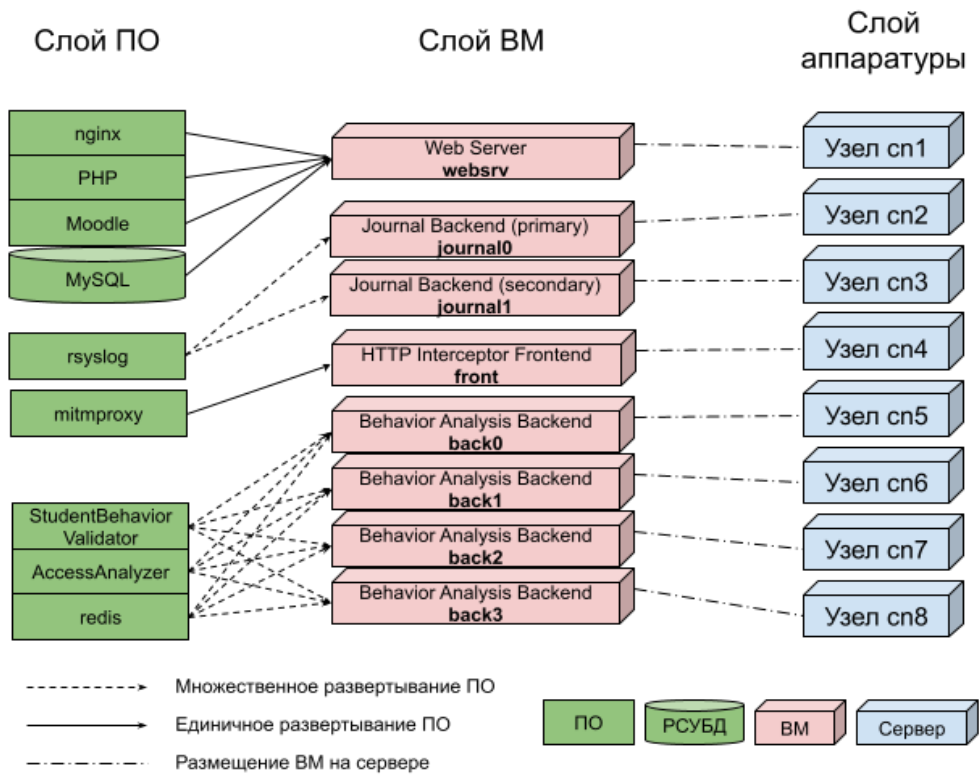 Слой ПО
Слой ВМ
Слой
аппаратуры
nginx
PHP
Moodle
MySQL
rsyslog
mitmproxy
StudentBehavior
Validator
AccessAnalyzer
redis
Web Server
websrv
Journal Backend (primary)
journal0
Journal Backend (secondary)
journal1
HTTP Interceptor Frontend
front
Behavior Analysis Backend
back0
Behavior Analysis Backend
back1
Behavior Analysis Backend
back2
Behavior Analysis Backend
back3
Узел cn1
Узел cn2
Узел cn3
Узел cn4
Узел cn5
Узел cn6
Узел cn7
Узел cn8
Множественное развертывание ПО
Единичное развертывание ПО
Размещение ВМ на сервере
ПО
РСУБД
ВМ
Сервер